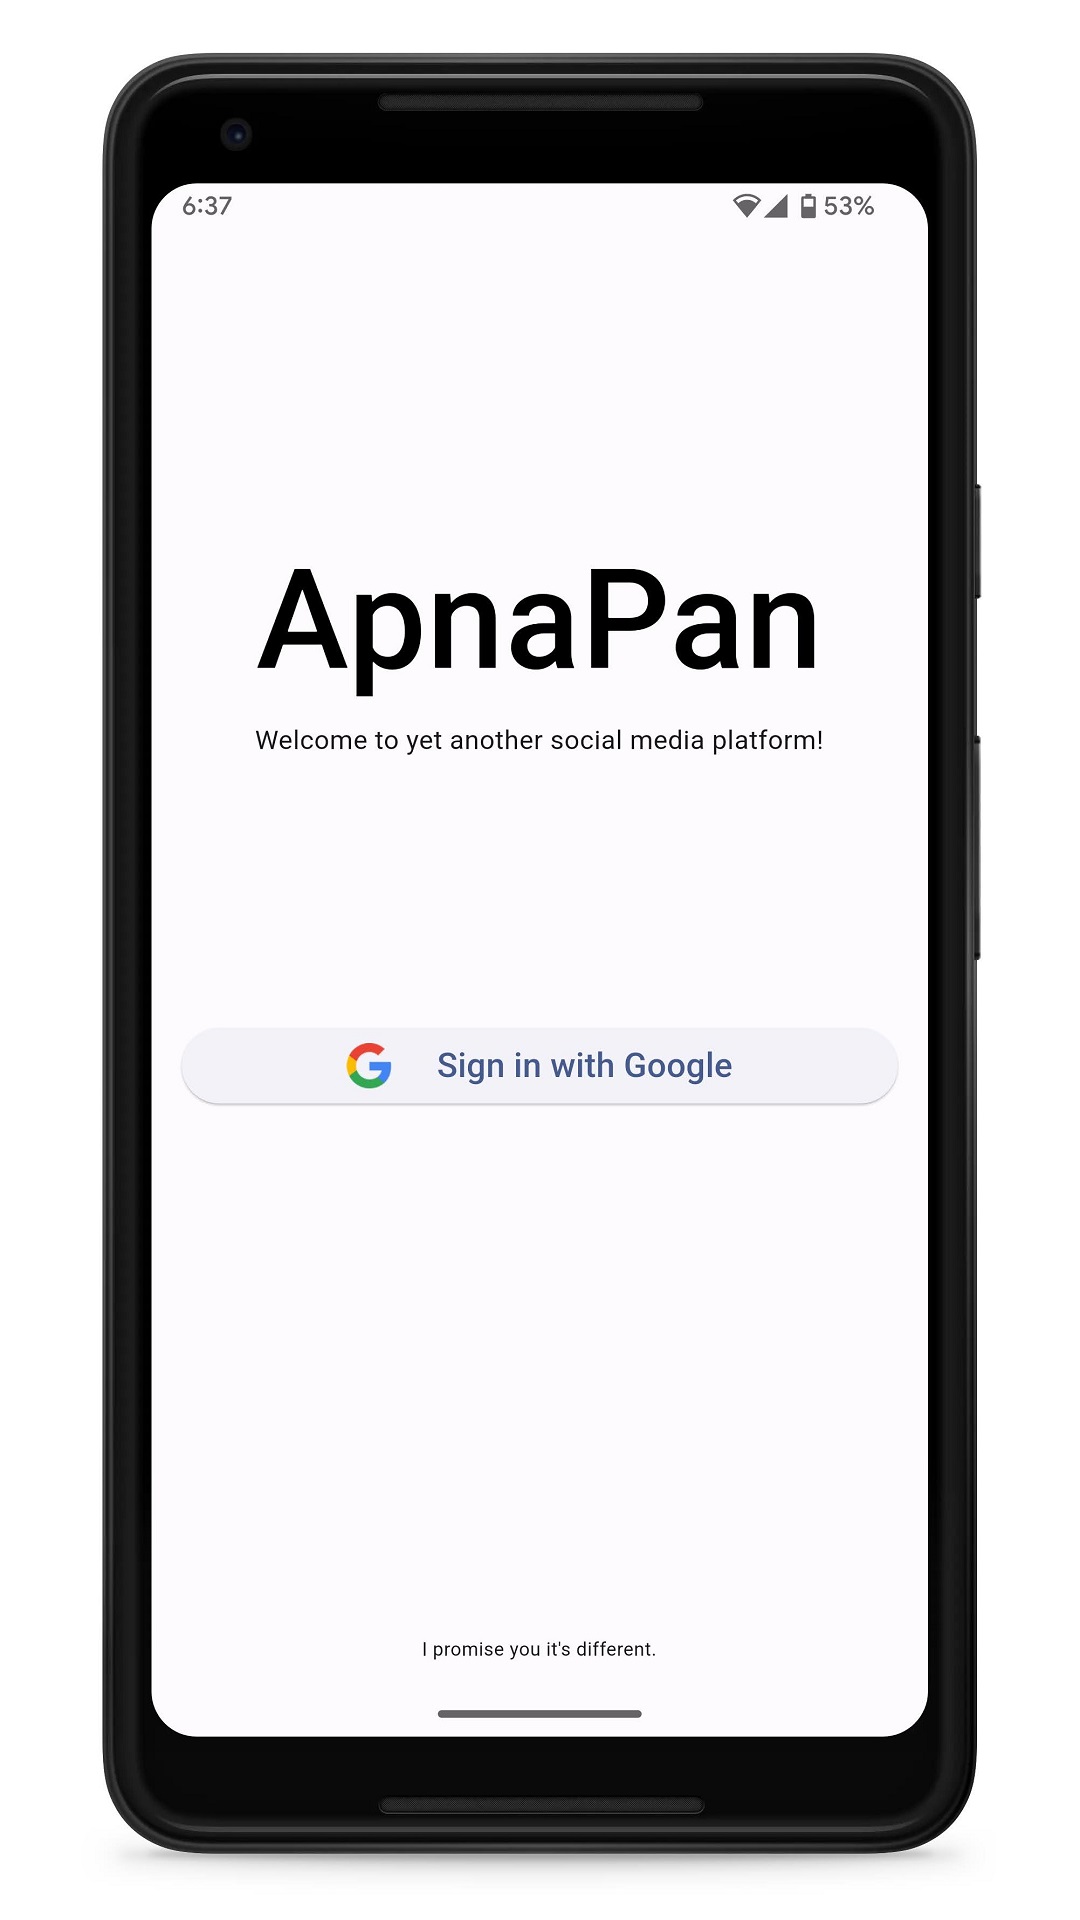 6:37 53%
ApnaPan
Welcome to yet another social media platform!
Sign in with Google
I promise you it's different.